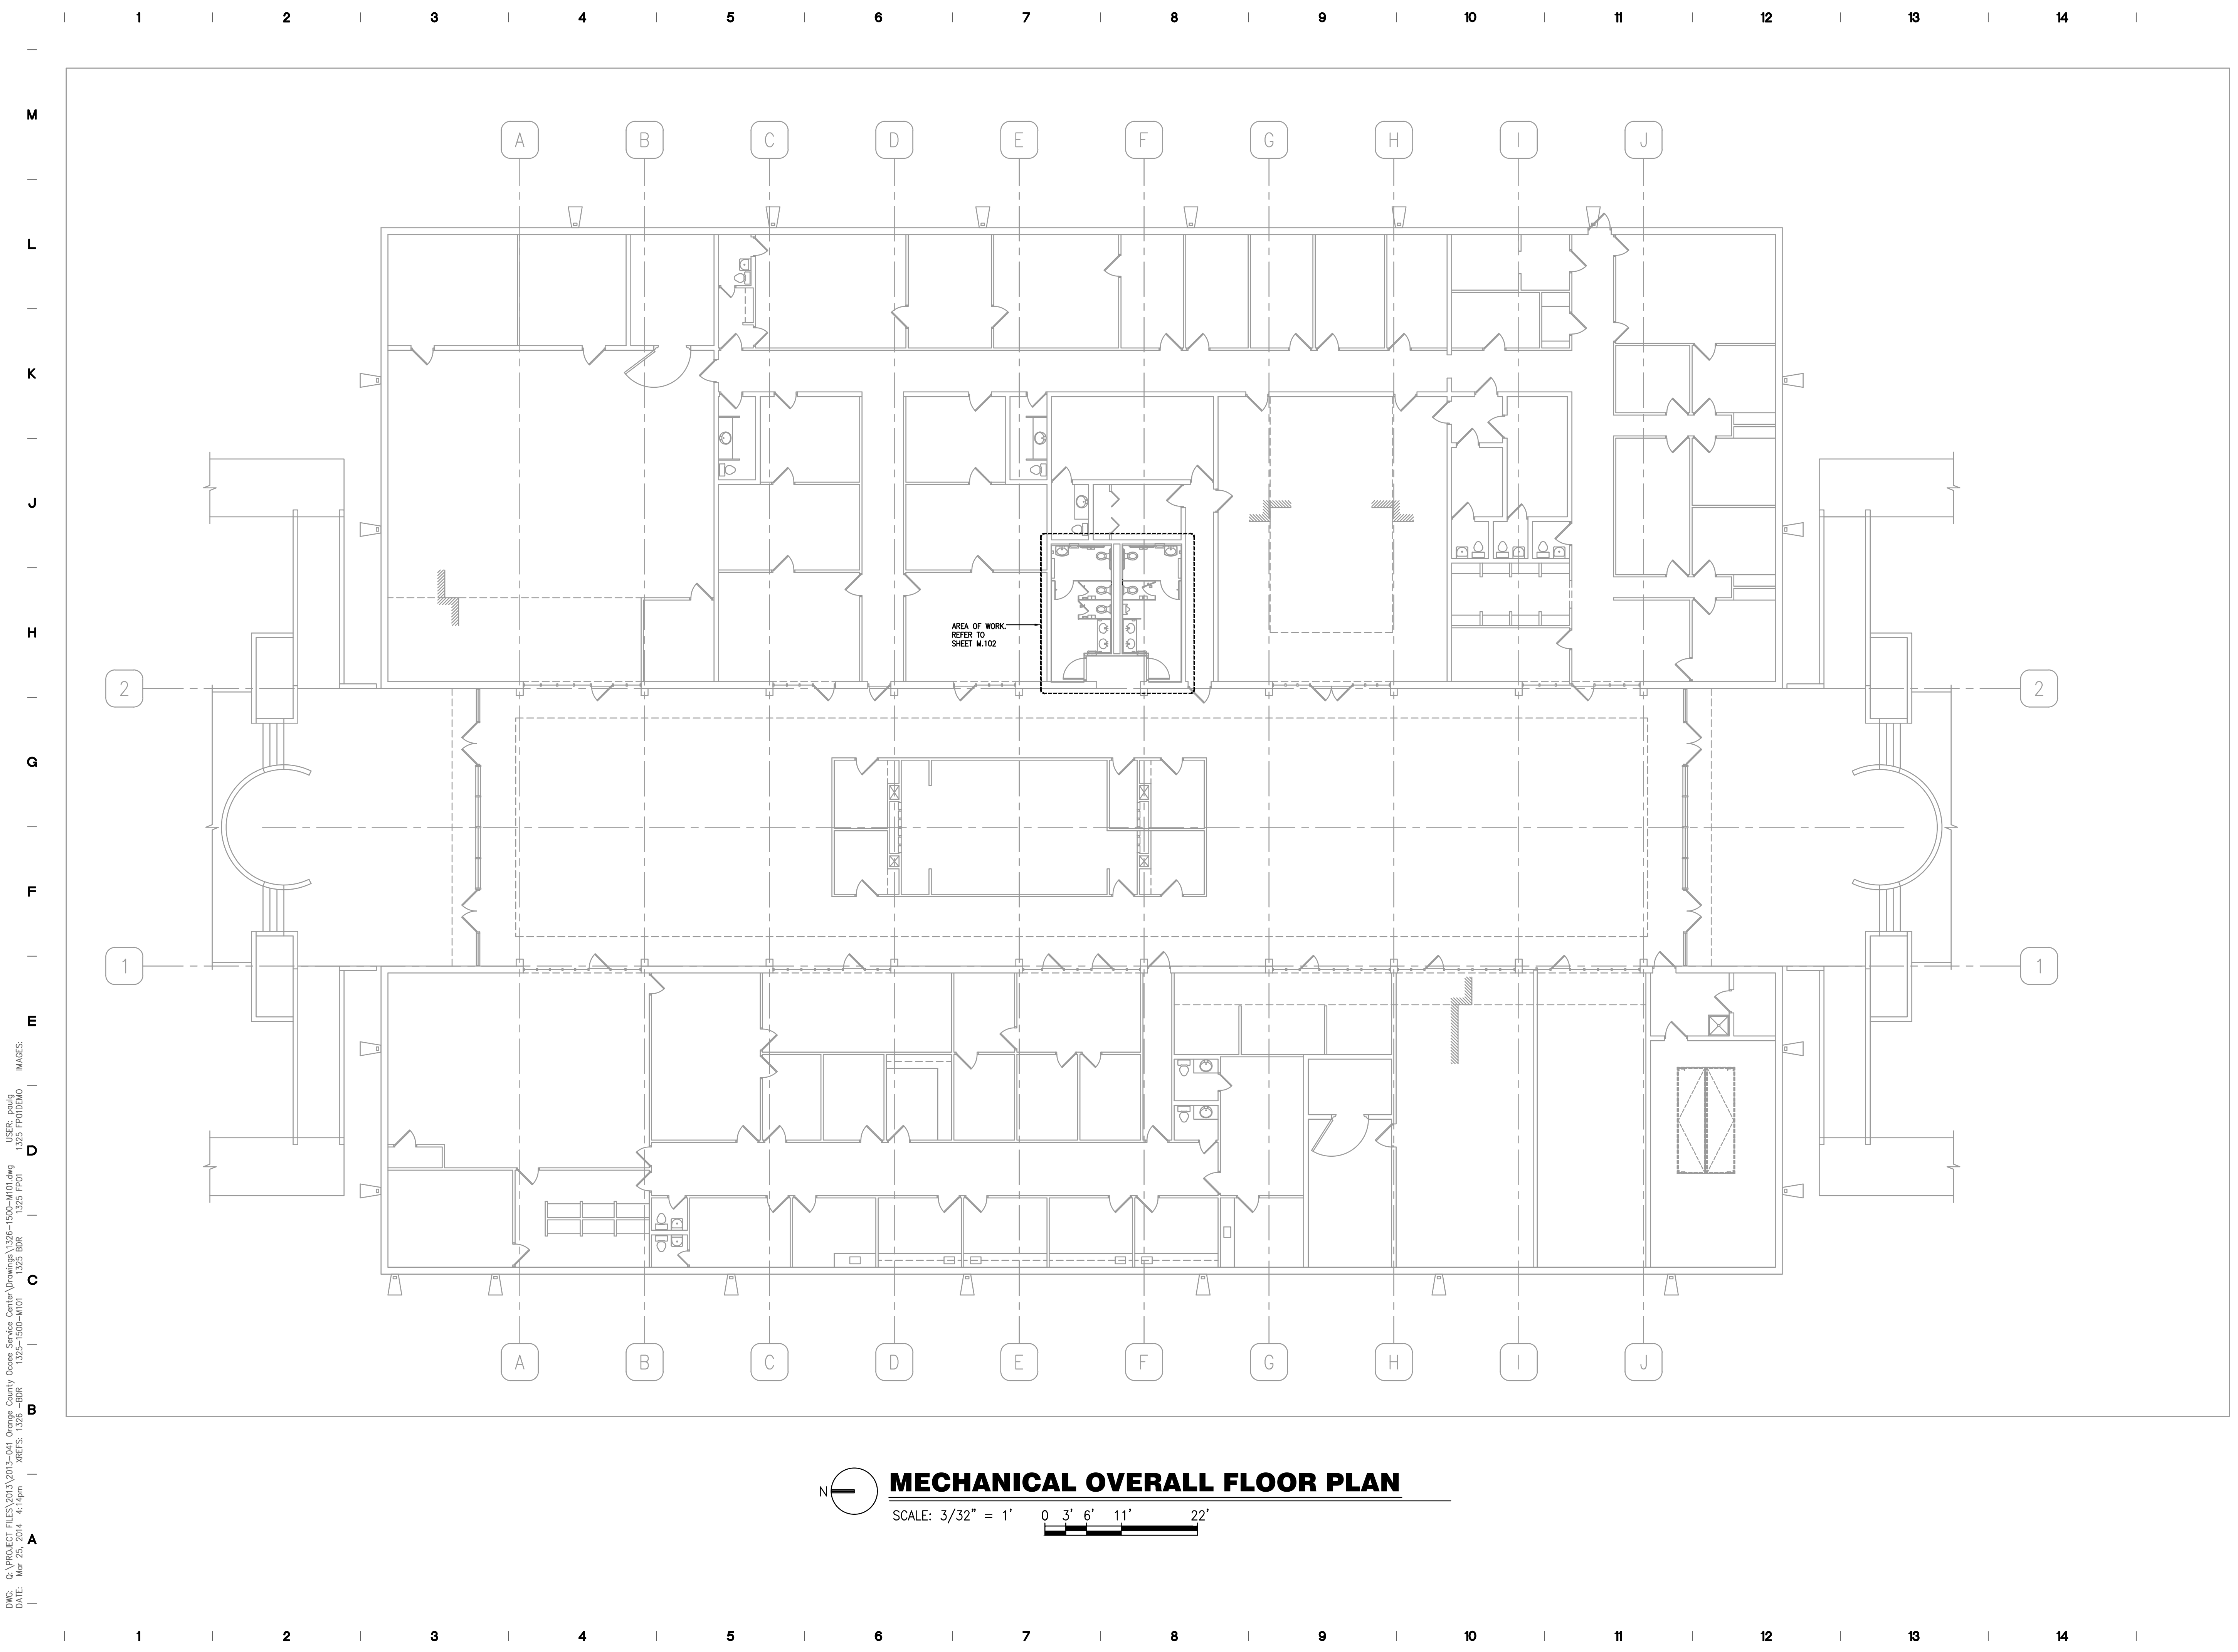 1 2 3 4 5 6 7 8 9 10 11 12 13 14
M
A B C D E F G H I J
L
K
J
AREA OF WORK.
REFER TO
SHEET M.102
H
2 2
G
F
1 1
E
D
C
A B C D E F G H I J
B
N
MECHANICAL OVERALL FLOOR PLAN
SCALE: 3/32" = 1' 0 3' 6' 11' 22'
A
1 2 3 4 5 6 7 8 9 10 11 12 13 14
DWG: Q:\PROJECT FILES\2013\2013-041 Orange County Ocoee Service Center\Drawings\1326-1500-M101.dwg USER: paulg
DATE: Mar 25, 2014 4:14pm XREFS: 1326 -BDR 1325-1500-M101 1325 BDR 1325 FP01 1325 FP01DEMO IMAGES: